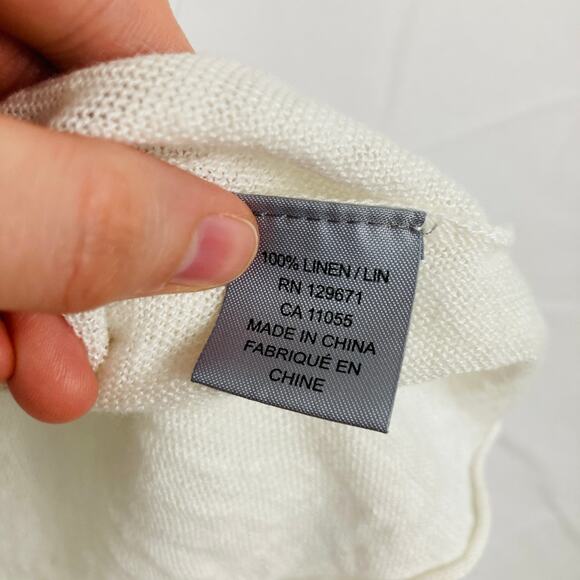 100% LINEN / LIN
RN 129671
CA 11055
MADE IN CHINA
FABRIQUÉ EN
CHINE